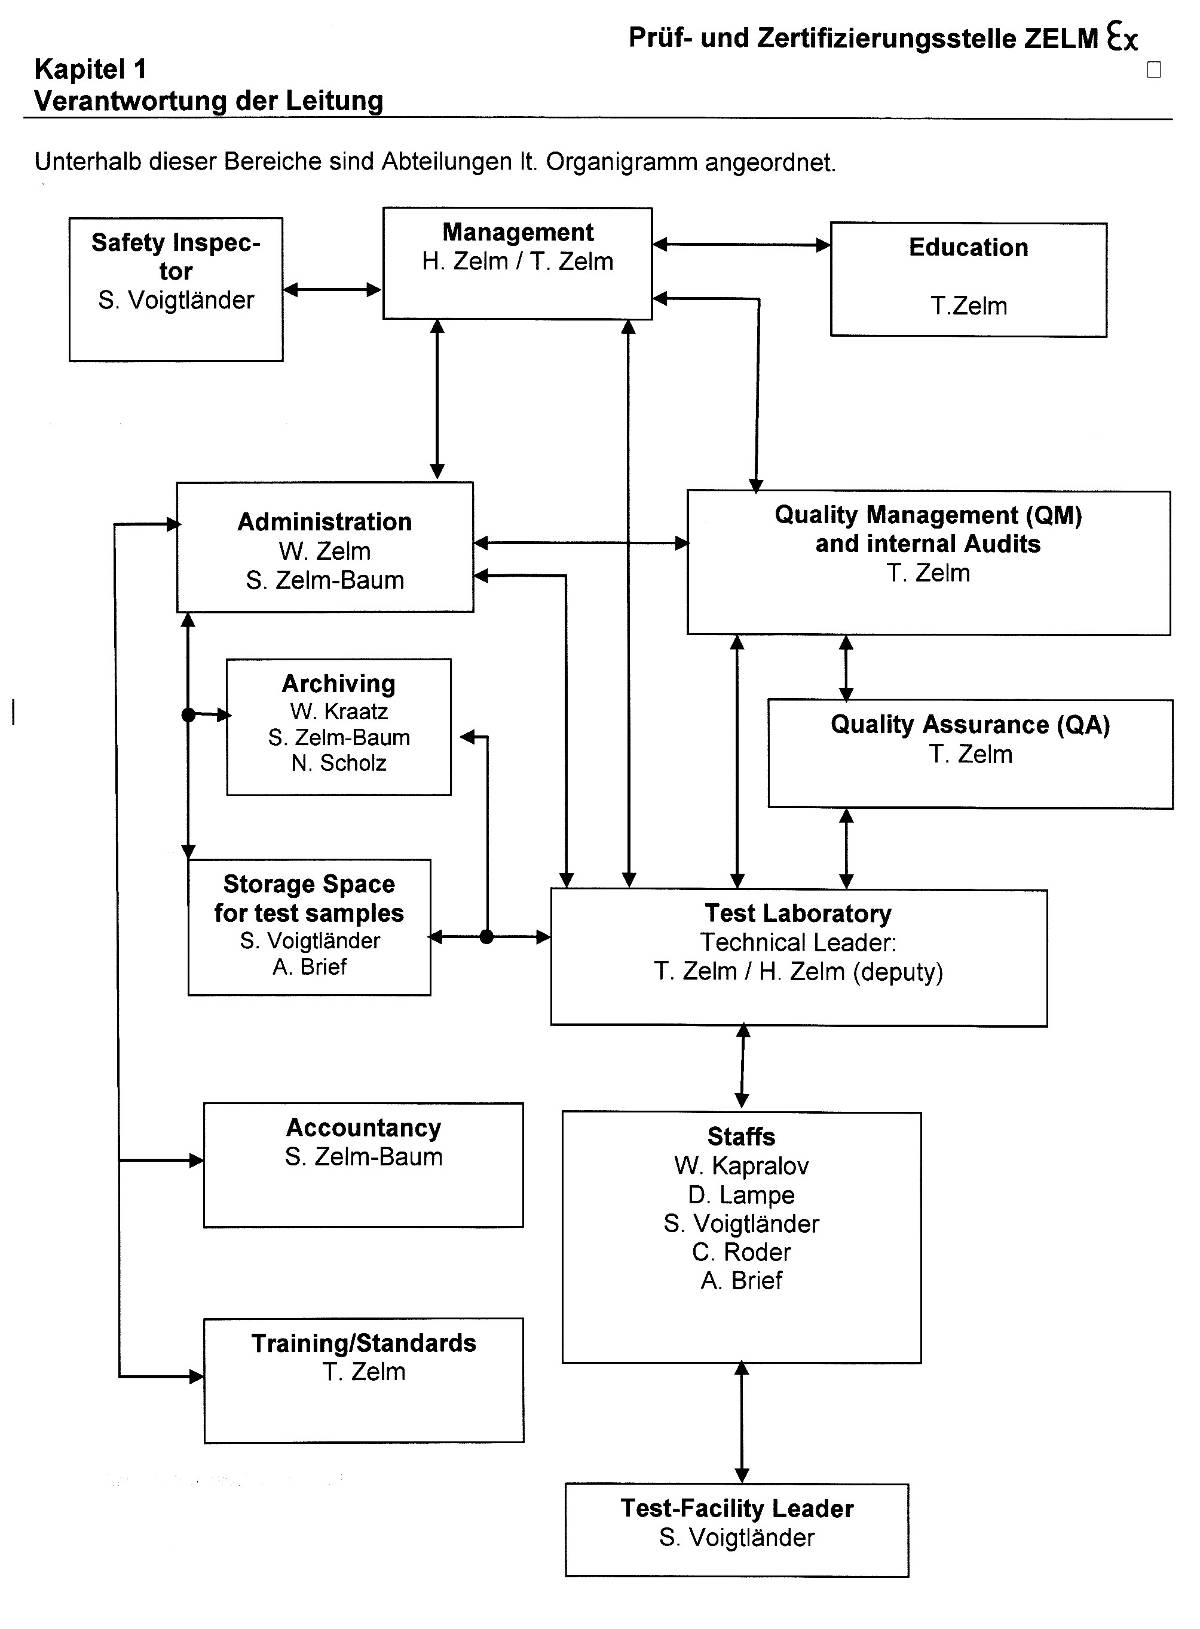 Prüf- und Zertifizierungsstelle ZELM Ex
Kapitel 1
Verantwortung der Leitung
Unterhalb dieser Bereiche sind Abteilungen lt. Organigramm angeordnet.
Safety Inspec-
tor
S. Voigtländer
Management
H. Zelm / T. Zelm
Education
T.Zelm
Administration
W. Zelm
S. Zelm-Baum
Quality Management (QM)
and internal Audits
T. Zelm
Archiving
W. Kraatz
S. Zelm-Baum
N. Scholz
Quality Assurance (QA)
T. Zelm
Storage Space
for test samples
S. Voigtländer
A. Brief
Test Laboratory
Technical Leader:
T. Zelm / H. Zelm (deputy)
Accountancy
S. Zelm-Baum
Staffs
W. Kapralov
D. Lampe
S. Voigtländer
C. Roder
A. Brief
Training/Standards
T. Zelm
Test-Facility Leader
S. Voigtländer